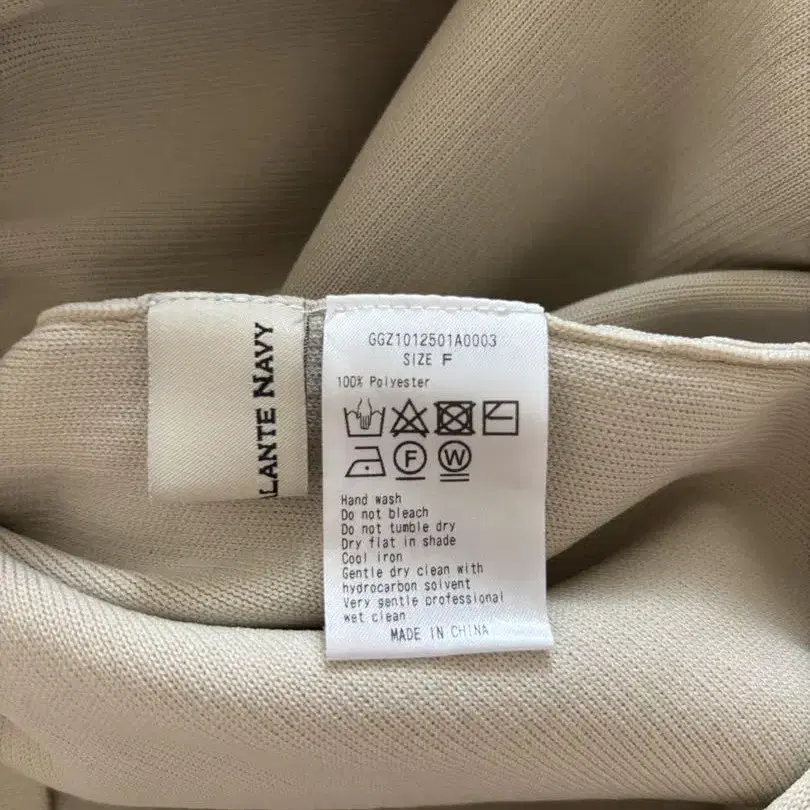 LANTE NAVY
GGZ1012501A0003
SIZE F
100% Polyester
F
W
Hand wash
Do not bleach
Do not tumble dry
Dry flat in shade
Cool iron
Gentle dry clean with
hydrocarbon solvent
Very gentle professional
wet clean
MADE IN CHINA